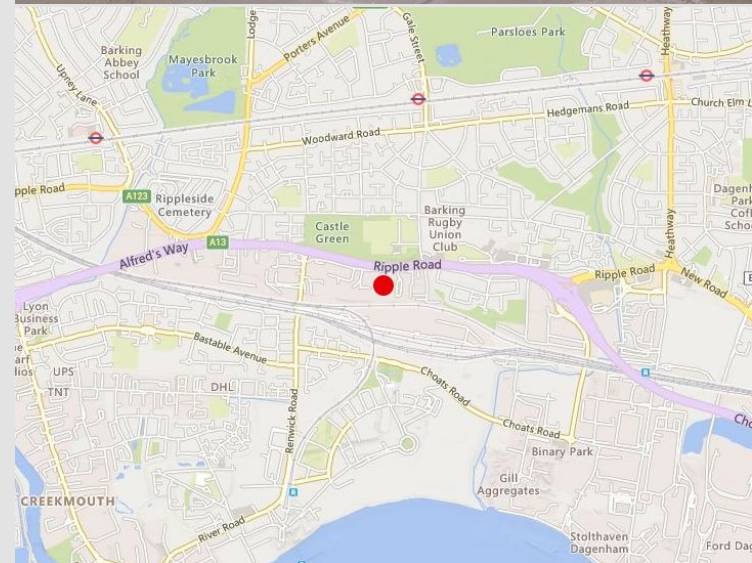 Barking
Abbey
School
Upney Lane
Mayesbrook
Park
Lodge
Porters Avenue
Gale Street
Parsloes Park
Heathway
Woodward Road
Hedgemans Road
Church Elm L
pple Road
A123
Rippleside
Cemetery
Castle
Green
Barking
Rugby
Union
Club
Dagenh
Park
Heathway
Alfred's Way
A13
Ripple Road
Ripple Road
New Road
Lyon
Business
Park
Bastable Avenue
UPS
TNT
DHL
Renwick Road
Choats Road
Choats Road
Binary Park
Gill
Aggregates
CREEKMOUTH
River Road
Stolthaven
Dagenham
Ford Dag